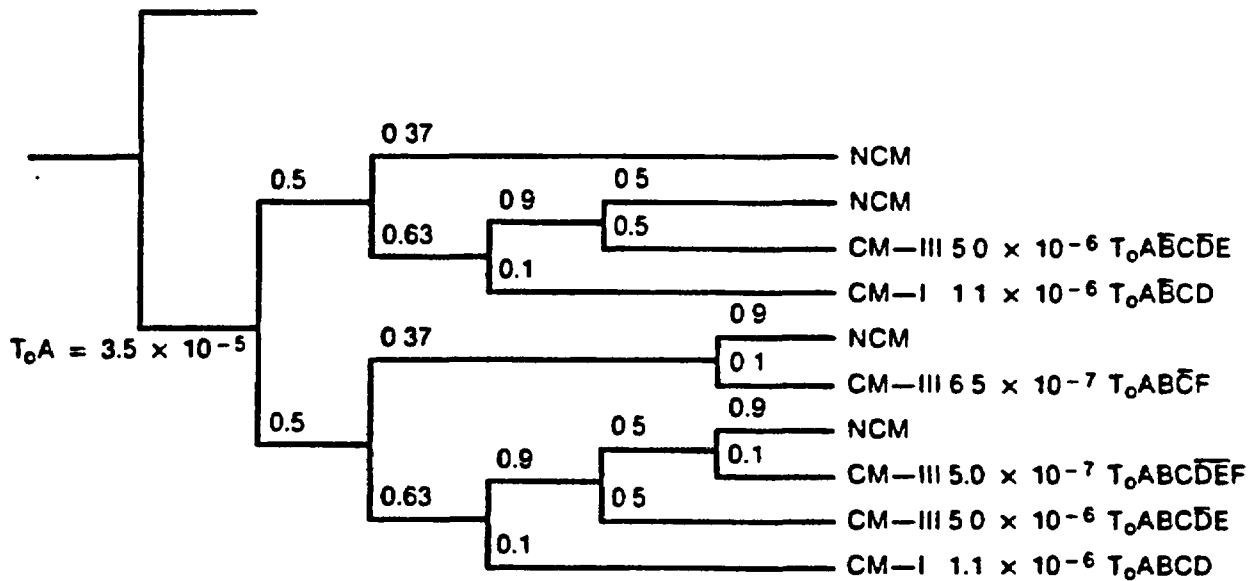 0 37
NCM
0.5
0 5
0 9
NCM
0.63
0.5
CM—III 5 0 × 10⁻⁶ T₀AB̅CD̅E
0.1
CM—I 1 1 × 10⁻⁶ T₀AB̅CD
0 9
0 37
NCM
T₀A = 3.5 × 10⁻⁵
0 1
CM—III 6 5 × 10⁻⁷ T₀ABC̅F
0.9
0.5
0 5
NCM
0.9
0.1
CM—III 5.0 × 10⁻⁷ T₀ABCD̅E̅F
0.63
0 5
CM—III 5 0 × 10⁻⁶ T₀ABCD̅E
0.1
CM—I 1.1 × 10⁻⁶ T₀ABCD